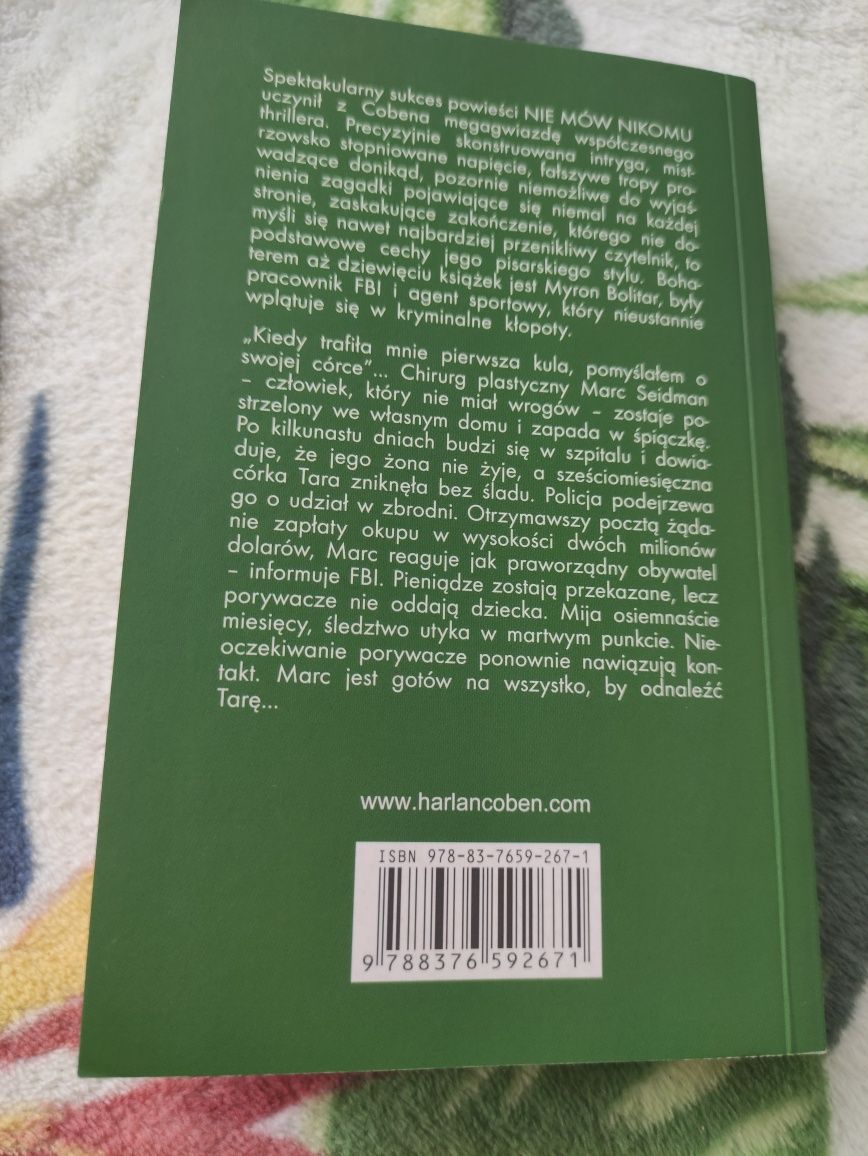 Spektakularny sukces powieści NIE MÓW NIKOMU
uczynił z Cobena megagwiazdę współczesnego
thrillera. Precyzyjnie skonstruowana intryga, mist-
rzowsko stopniowane napięcie, fałszywe tropy pro-
wadzące donikąd, pozornie niemożliwe do wyjaś-
nienia zagadki pojawiające się niemal na każdej
stronie, zaskakujące zakończenie, którego nie do-
myśli się nawet najbardziej przenikliwy czytelnik, to
podstawowe cechy jego pisarskiego stylu. Boha-
terem aż dziewięciu książek jest Myron Bolitar, były
pracownik FBI i agent sportowy, który nieustannie
wplątuje się w kryminalne kłopoty.
„Kiedy trafiła mnie pierwsza kula, pomyślałem o
swojej córce”... Chirurg plastyczny Marc Seidman
– człowiek, który nie miał wrogów – zostaje po-
strzelony we własnym domu i zapada w śpiączkę.
Po kilkunastu dniach budzi się w szpitalu i dowia-
duje, że jego żona nie żyje, a sześciomiesięczna
córka Tara zniknęła bez śladu. Policja podejrzewa
go o udział w zbrodni. Otrzymawszy pocztą żąda-
nie zapłaty okupu w wysokości dwóch milionów
dolarów, Marc reaguje jak praworządny obywatel
– informuje FBI. Pieniądze zostają przekazane, lecz
porywacze nie oddają dziecka. Mija osiemnaście
miesięcy, śledztwo utyka w martwym punkcie. Nie-
oczekiwanie porywacze ponownie nawiązują kon-
takt. Marc jest gotów na wszystko, by odnaleźć
Tarę...
www.harlancoben.com
ISBN 978-83-7659-267-1
9 788376 592671